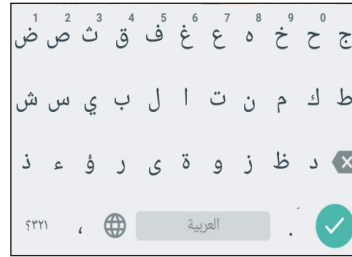 1 2 3 4 5 6 7 8 9 0
ج ح خ ه ع غ ف ق ث ص ض
ط ك م ن ت ا ل ب ي س ش
د ظ ز و ة ى ر ؤ ء ذ
. العربية ، ٣٢١؟